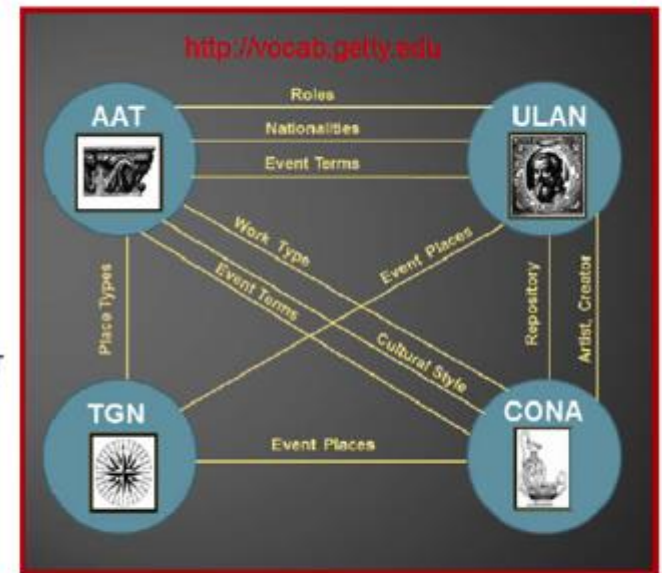 http://vocab.getty.edu
AAT
ULAN
Roles
Nationalities
Event Terms
Work Type
Event Terms
Cultural Style
Event Places
Place Types
Repository
Artist, Creator
TGN
CONA
Event Places